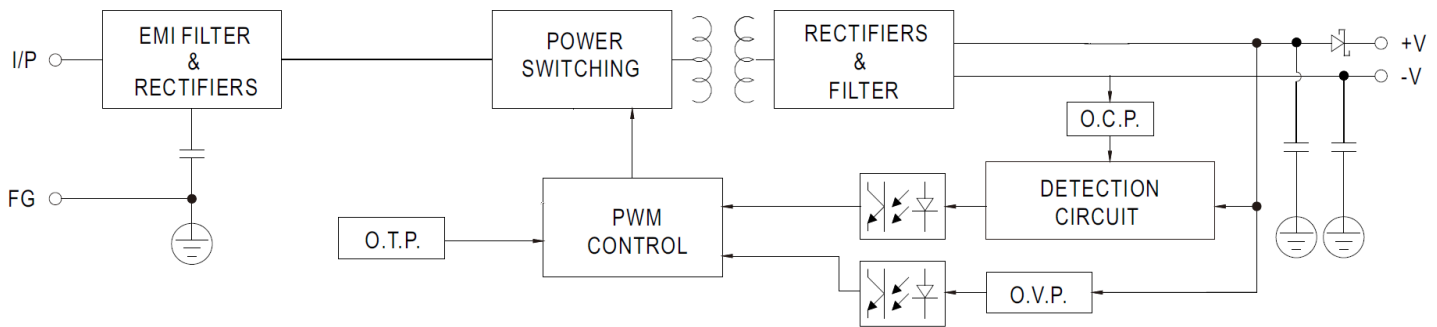 I/P
EMI FILTER
&
RECTIFIERS
POWER
SWITCHING
RECTIFIERS
&
FILTER
+V
-V
O.C.P.
FG
DETECTION
CIRCUIT
PWM
CONTROL
O.T.P.
O.V.P.